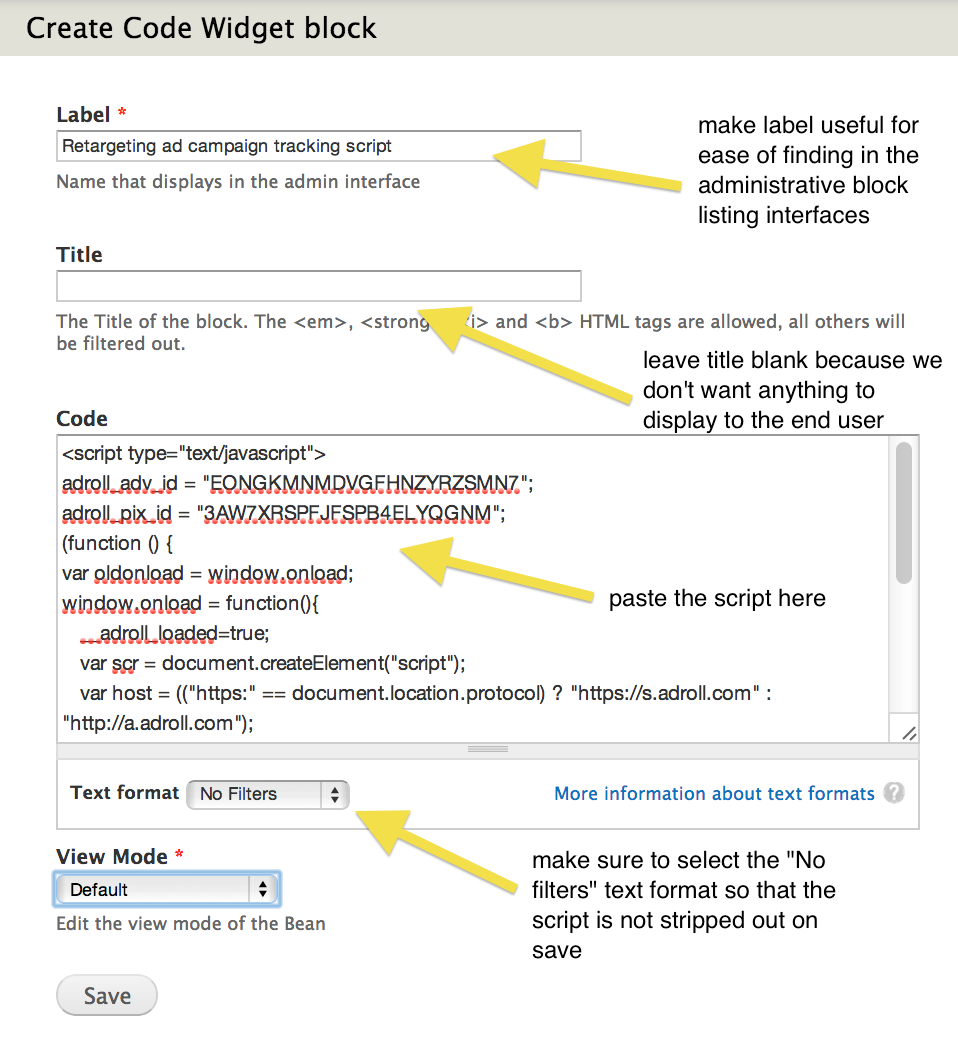 Create Code Widget block
Label *
Retargeting ad campaign tracking script
Name that displays in the admin interface
make label useful for
ease of finding in the
administrative block
listing interfaces
Title
The Title of the block. The <em>, <strong i> and <b> HTML tags are allowed, all others will
be filtered out.
leave title blank because we
don't want anything to
display to the end user
Code
<script type="text/javascript">
adroll_adv_id = "EONGKMNMDVGFHNZYRZSMN7";
adroll_pix_id = "3AW7XRSPFJFSPB4ELYQGNM";
(function () {
var oldonload = window.onload;
window.onload = function(){
__adroll_loaded=true;
var scr = document.createElement("script");
var host = (("https:" == document.location.protocol) ? "https://s.adroll.com" :
"http://a.adroll.com");
paste the script here
Text format No Filters
More information about text formats ?
make sure to select the "No
filters" text format so that the
script is not stripped out on
save
View Mode *
Default
Edit the view mode of the Bean
Save